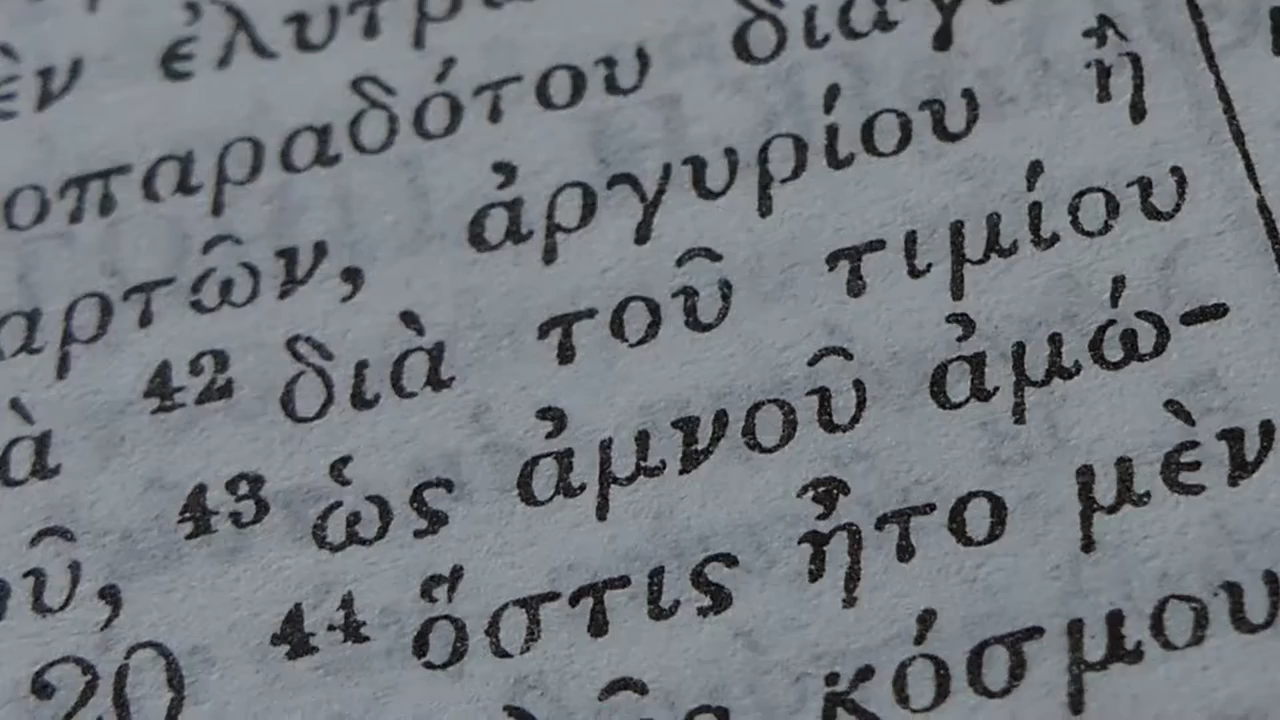 ὲν ἐλυτρ
οπαραδότου διαγ
αρτῶν, ἀργυρίου ἢ
ὰ 42 διὰ τοῦ τιμίου
ῦ, 43 ὡς ἀμνοῦ ἀμώ-
20 44 ὅστις ἦτο μὲν
κόσμου